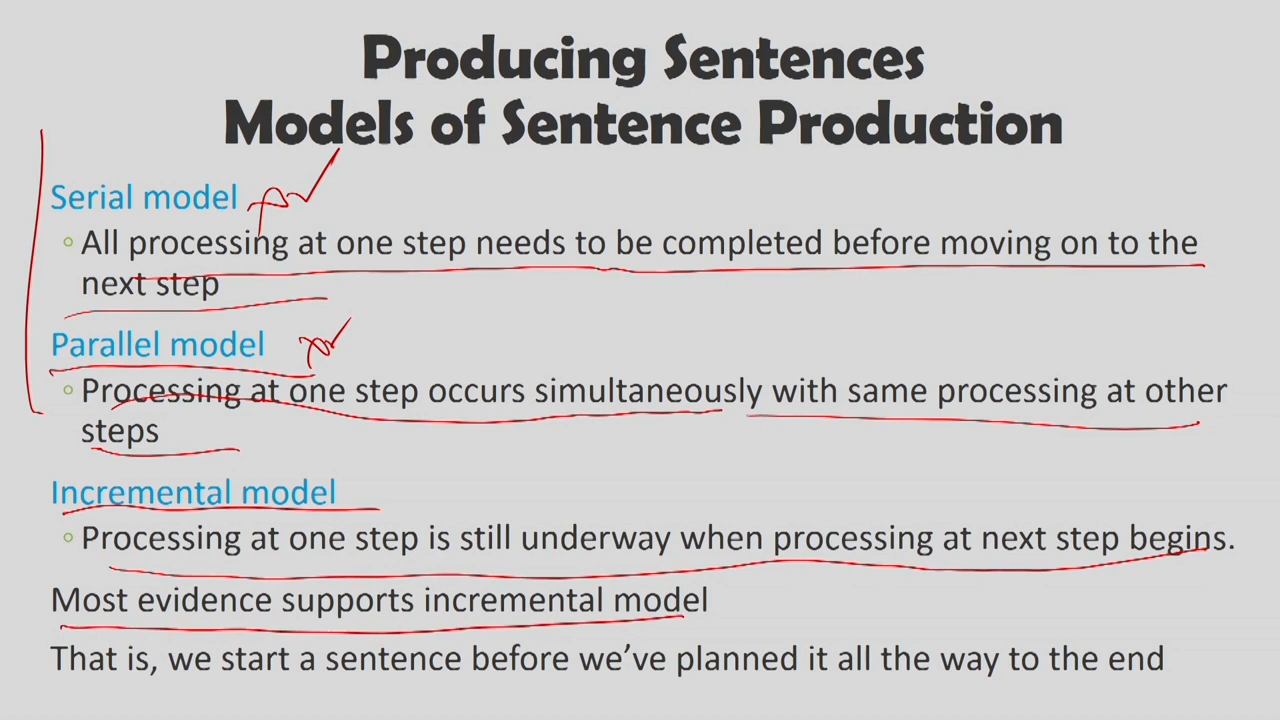 Producing Sentences
Models of Sentence Production
Serial model
◦ All processing at one step needs to be completed before moving on to the
next step
Parallel model
◦ Processing at one step occurs simultaneously with same processing at other
steps
Incremental model
◦ Processing at one step is still underway when processing at next step begins.
Most evidence supports incremental model
That is, we start a sentence before we’ve planned it all the way to the end